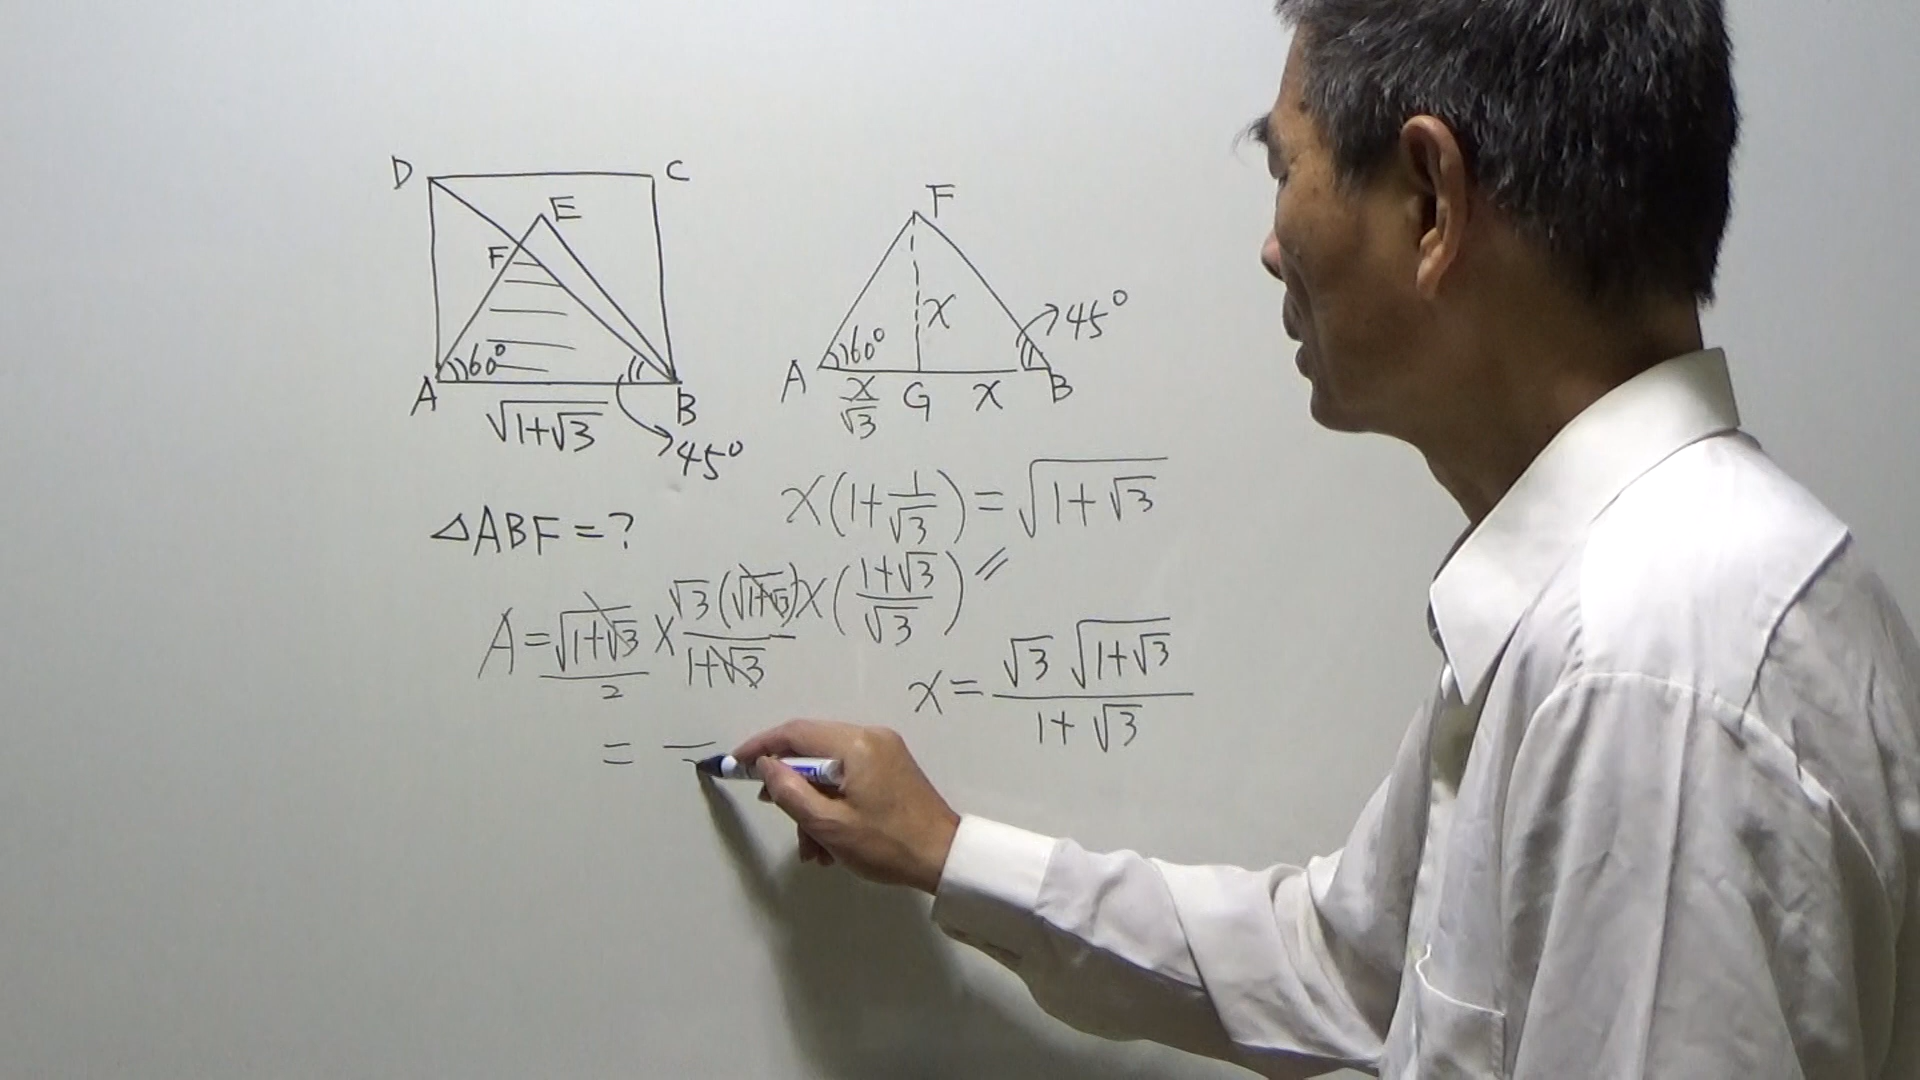 D C
E
F
60°
A B
√(1+√3)
45°
F
x
60° 45°
A x/√3 G x B
△ABF=?
x(1+1/√3)=√(1+√3)
x((1+√3)/√3) 〃
A=√(1+√3)/2 × √3(√(1+√3))/(1+√3)
x=√3 √(1+√3)/(1+√3)
=